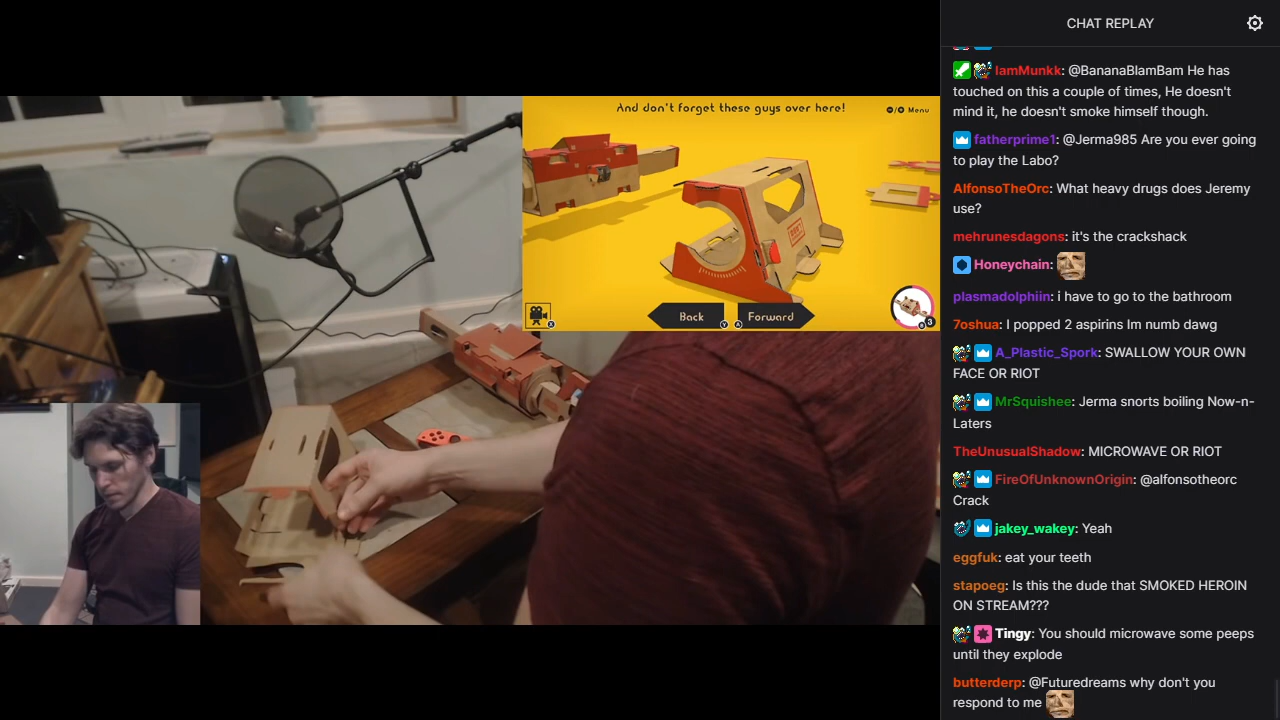 And don't forget these guys over here!
Menu
Back
Y
A
Forward
X
3
CHAT REPLAY
IamMunkk: @BananaBlamBam He has
touched on this a couple of times, He doesn't
mind it, he doesn't smoke himself though.
fatherprime1: @Jerma985 Are you ever going
to play the Labo?
AlfonsoTheOrc: What heavy drugs does Jeremy
use?
mehrunesdagons: it's the crackshack
Honeychain:
plasmadolphiin: i have to go to the bathroom
7oshua: I popped 2 aspirins Im numb dawg
A_Plastic_Spork: SWALLOW YOUR OWN
FACE OR RIOT
MrSquishee: Jerma snorts boiling Now-n-
Laters
TheUnusualShadow: MICROWAVE OR RIOT
FireOfUnknownOrigin: @alfonsotheorc
Crack
jakey_wakey: Yeah
eggfuk: eat your teeth
stapoeg: Is this the dude that SMOKED HEROIN
ON STREAM???
Tingy: You should microwave some peeps
until they explode
butterderp: @Futuredreams why don't you
respond to me